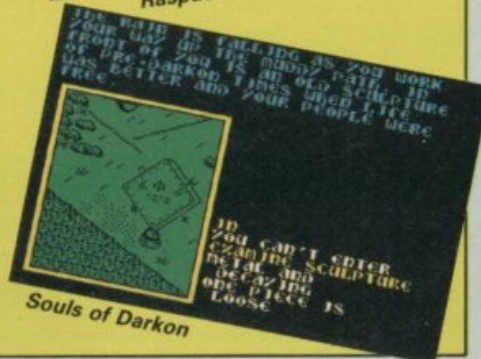 Raspu
THE RAIN IS FALLING AS YOU WORK
YOUR WAY UP THE MUDDY PATH. IN
FRONT OF YOU IS AN OLD SCULPTURE
OF PRE-DARKON TIMES WHEN LIFE
WAS BETTER AND YOUR PEOPLE WERE
FREE.
IN
YOU CAN'T ENTER
EXAMINE SCULPTURE
METAL AND
DECAYING
ONE PIECE IS
LOOSE
Souls of Darkon